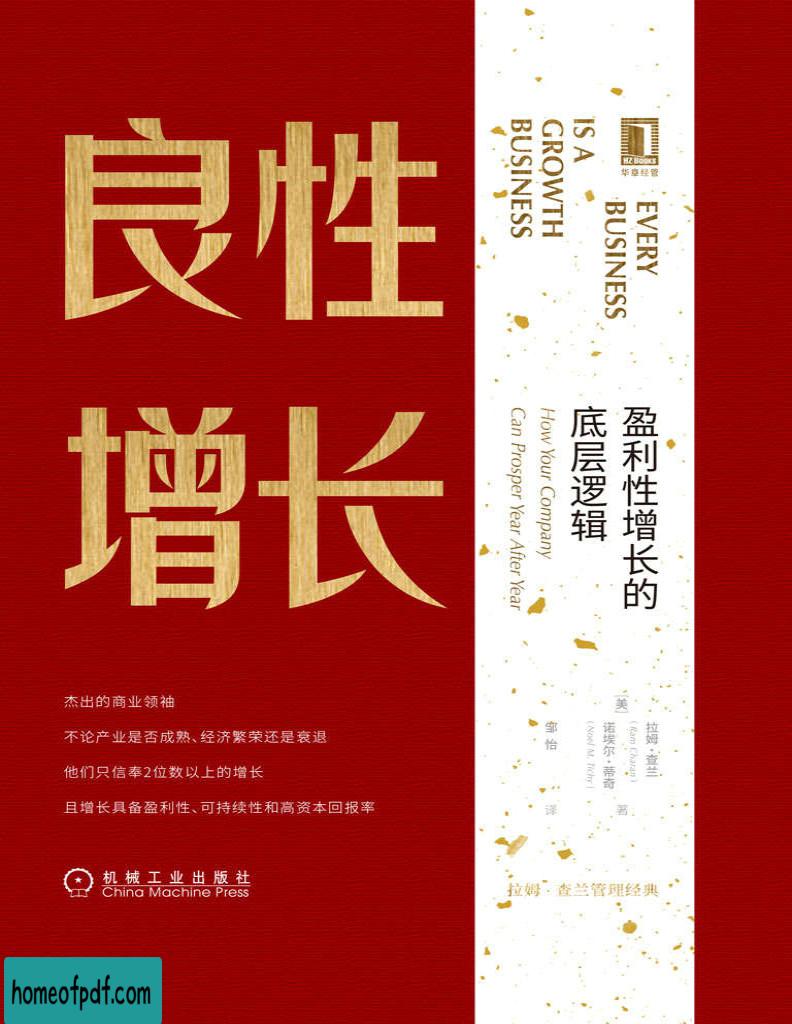 良性
增长
HZ BOOKS
华章经管
EVERY
BUSINESS
IS A
GROWTH
BUSINESS
盈利性增长的
底层逻辑
How Your Company
Can Prosper Year After Year
[美]
拉姆·查兰
(Ram Charan)
诺埃尔·蒂奇
(Noel M. Tichy)
著
邹怡
译
拉姆·查兰管理经典
杰出的商业领袖
不论产业是否成熟、经济繁荣还是衰退
他们只信奉2位数以上的增长
且增长具备盈利性、可持续性和高资本回报率
机械工业出版社
China Machine Press
homeofpdf.com